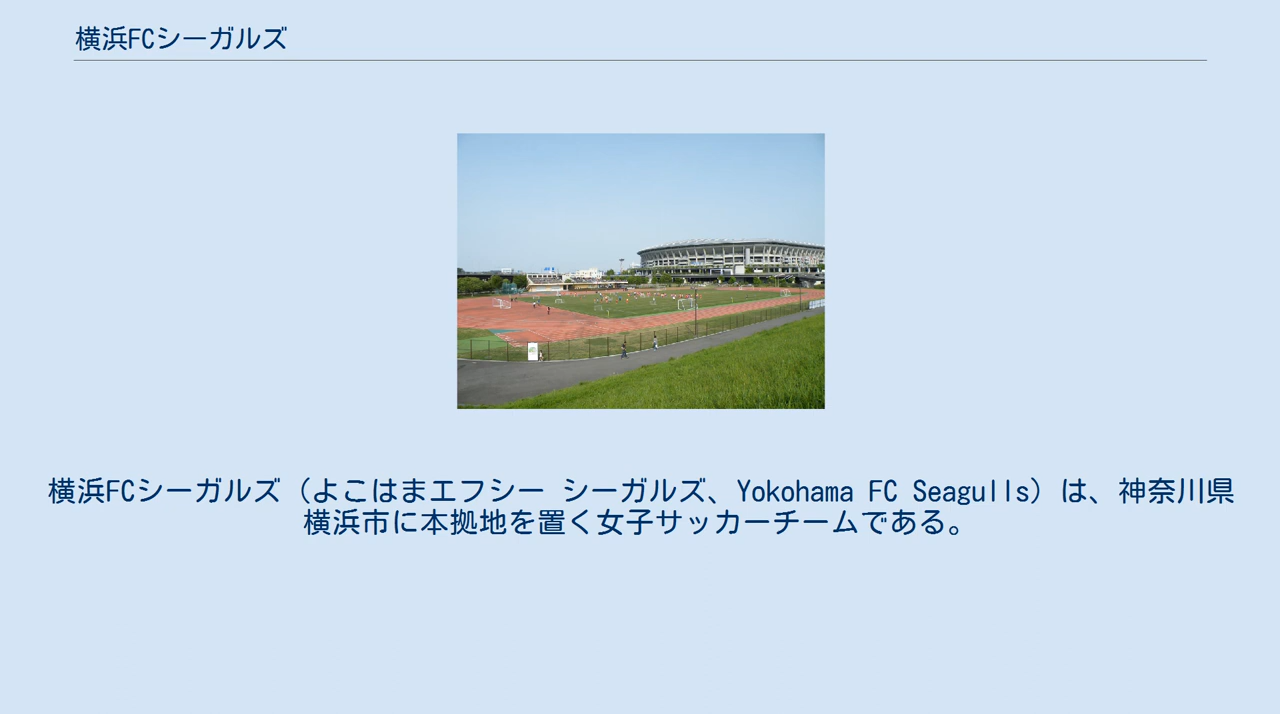 横浜FCシーガルズ
横浜FCシーガルズ（よこはまエフシー シーガルズ、Yokohama FC Seagulls）は、神奈川県
横浜市に本拠地を置く女子サッカーチームである。